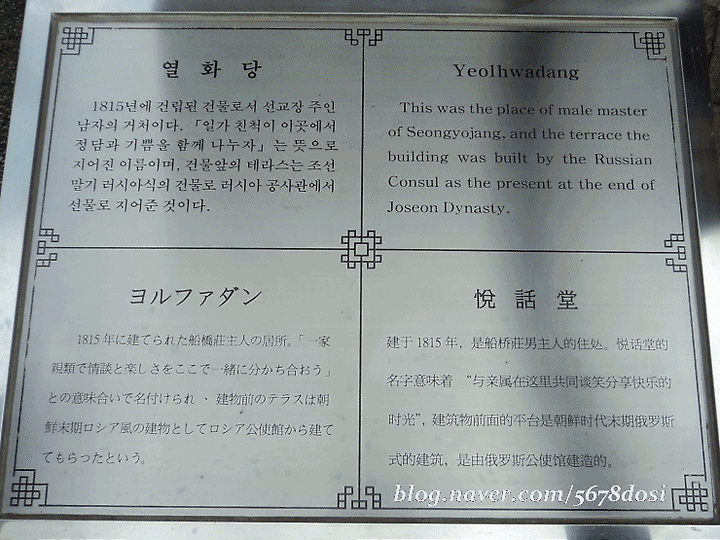 열 화 당
1815년에 건립된 건물로서 선교장 주인
남자의 거처이다. 「일가 친척이 이곳에서
정담과 기쁨을 함께 나누자」는 뜻으로
지어진 이름이며, 건물앞의 테라스는 조선
말기 러시아식의 건물로 러시아 공사관에서
선물로 지어준 것이다.
Yeolhwadang
This was the place of male master
of Seongyojang, and the terrace the
building was built by the Russian
Consul as the present at the end of
Joseon Dynasty.
ヨルファダン
1815年に建てられた船橋莊主人の居所。「一家
親類で情談と楽しさをここで一緒に分かち合おう」
との意味合いで名付けられ、建物前のテラスは朝
鮮末期ロシア風の建物としてロシア公使館から建て
てもらったという。
悅 話 堂
建于1815年，是船桥莊男主人的住处。悦话堂的
名字意味着 “与亲属在这里共同谈笑分享快乐的
时光”，建筑物前面的平台是朝鲜时代末期俄罗斯
式的建筑，是由俄罗斯公使馆建造的。
blog.naver.com/5678dosi